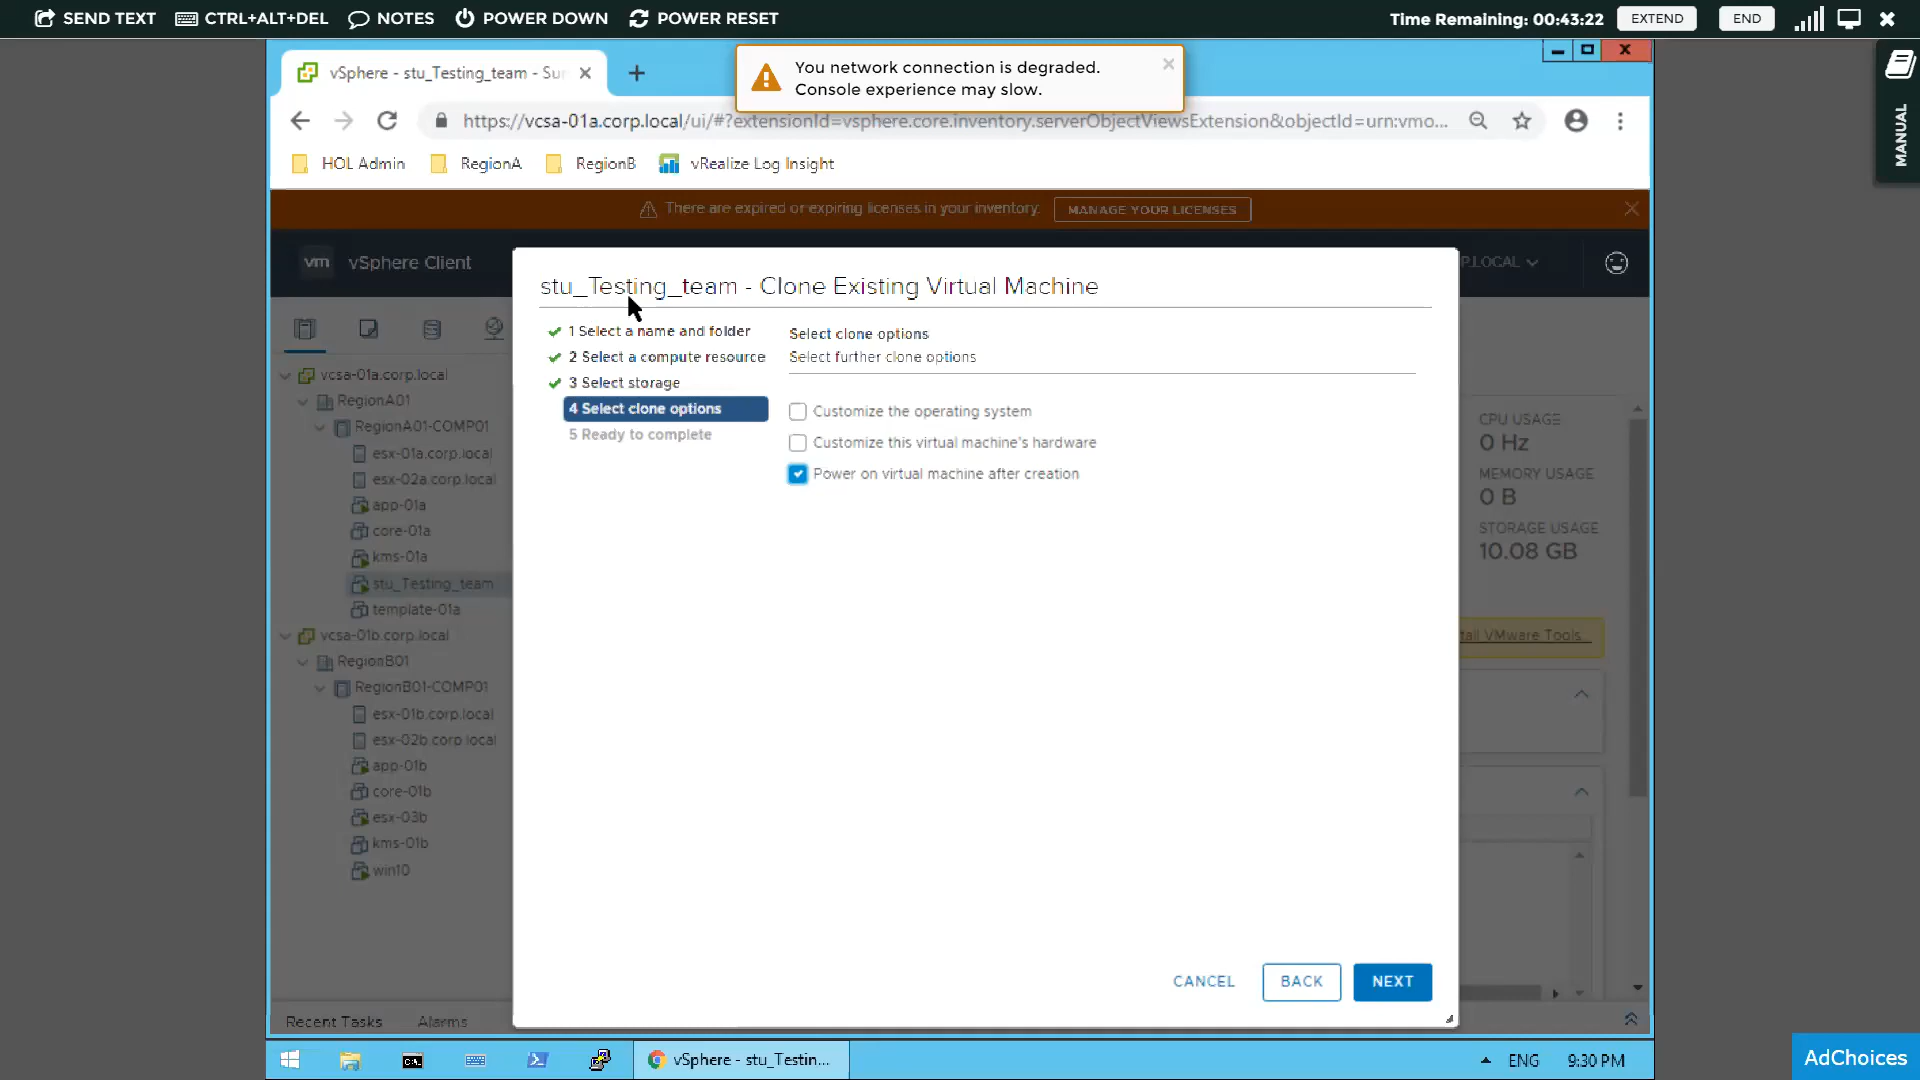 SEND TEXT CTRL+ALT+DEL NOTES POWER DOWN POWER RESET Time Remaining: 00:43:22 EXTEND END
vSphere - stu_Testing_team - Su
You network connection is degraded.
Console experience may slow.
https://vcsa-01a.corp.local/ui/#?extensionId=vsphere.core.inventory.serverObjectViewsExtension&objectId=urn:vmo...
MANUAL
HOL Admin RegionA RegionB vRealize Log Insight
There are expired or expiring licenses in your inventory. MANAGE YOUR LICENSES
vm vSphere Client
P.LOCAL
stu_Testing_team - Clone Existing Virtual Machine
1 Select a name and folder
2 Select a compute resource
3 Select storage
4 Select clone options
5 Ready to complete
Select clone options
Select further clone options
Customize the operating system
Customize this virtual machine's hardware
Power on virtual machine after creation
vcsa-01a.corp.local
RegionA01
RegionA01-COMP01
esx-01a.corp.local
esx-02a.corp.local
app-01a
core-01a
kms-01a
stu_Testing_team
template-01a
vcsa-01b.corp.local
RegionB01
RegionB01-COMP01
esx-01b.corp.local
esx-02b.corp.local
app-01b
core-01b
esx-03b
kms-01b
win10
CPU USAGE
0 Hz
MEMORY USAGE
0 B
STORAGE USAGE
10.08 GB
tall VMware Tools...
CANCEL BACK NEXT
Recent Tasks Alarms
vSphere - stu_Testin...
ENG 9:30 PM
AdChoices